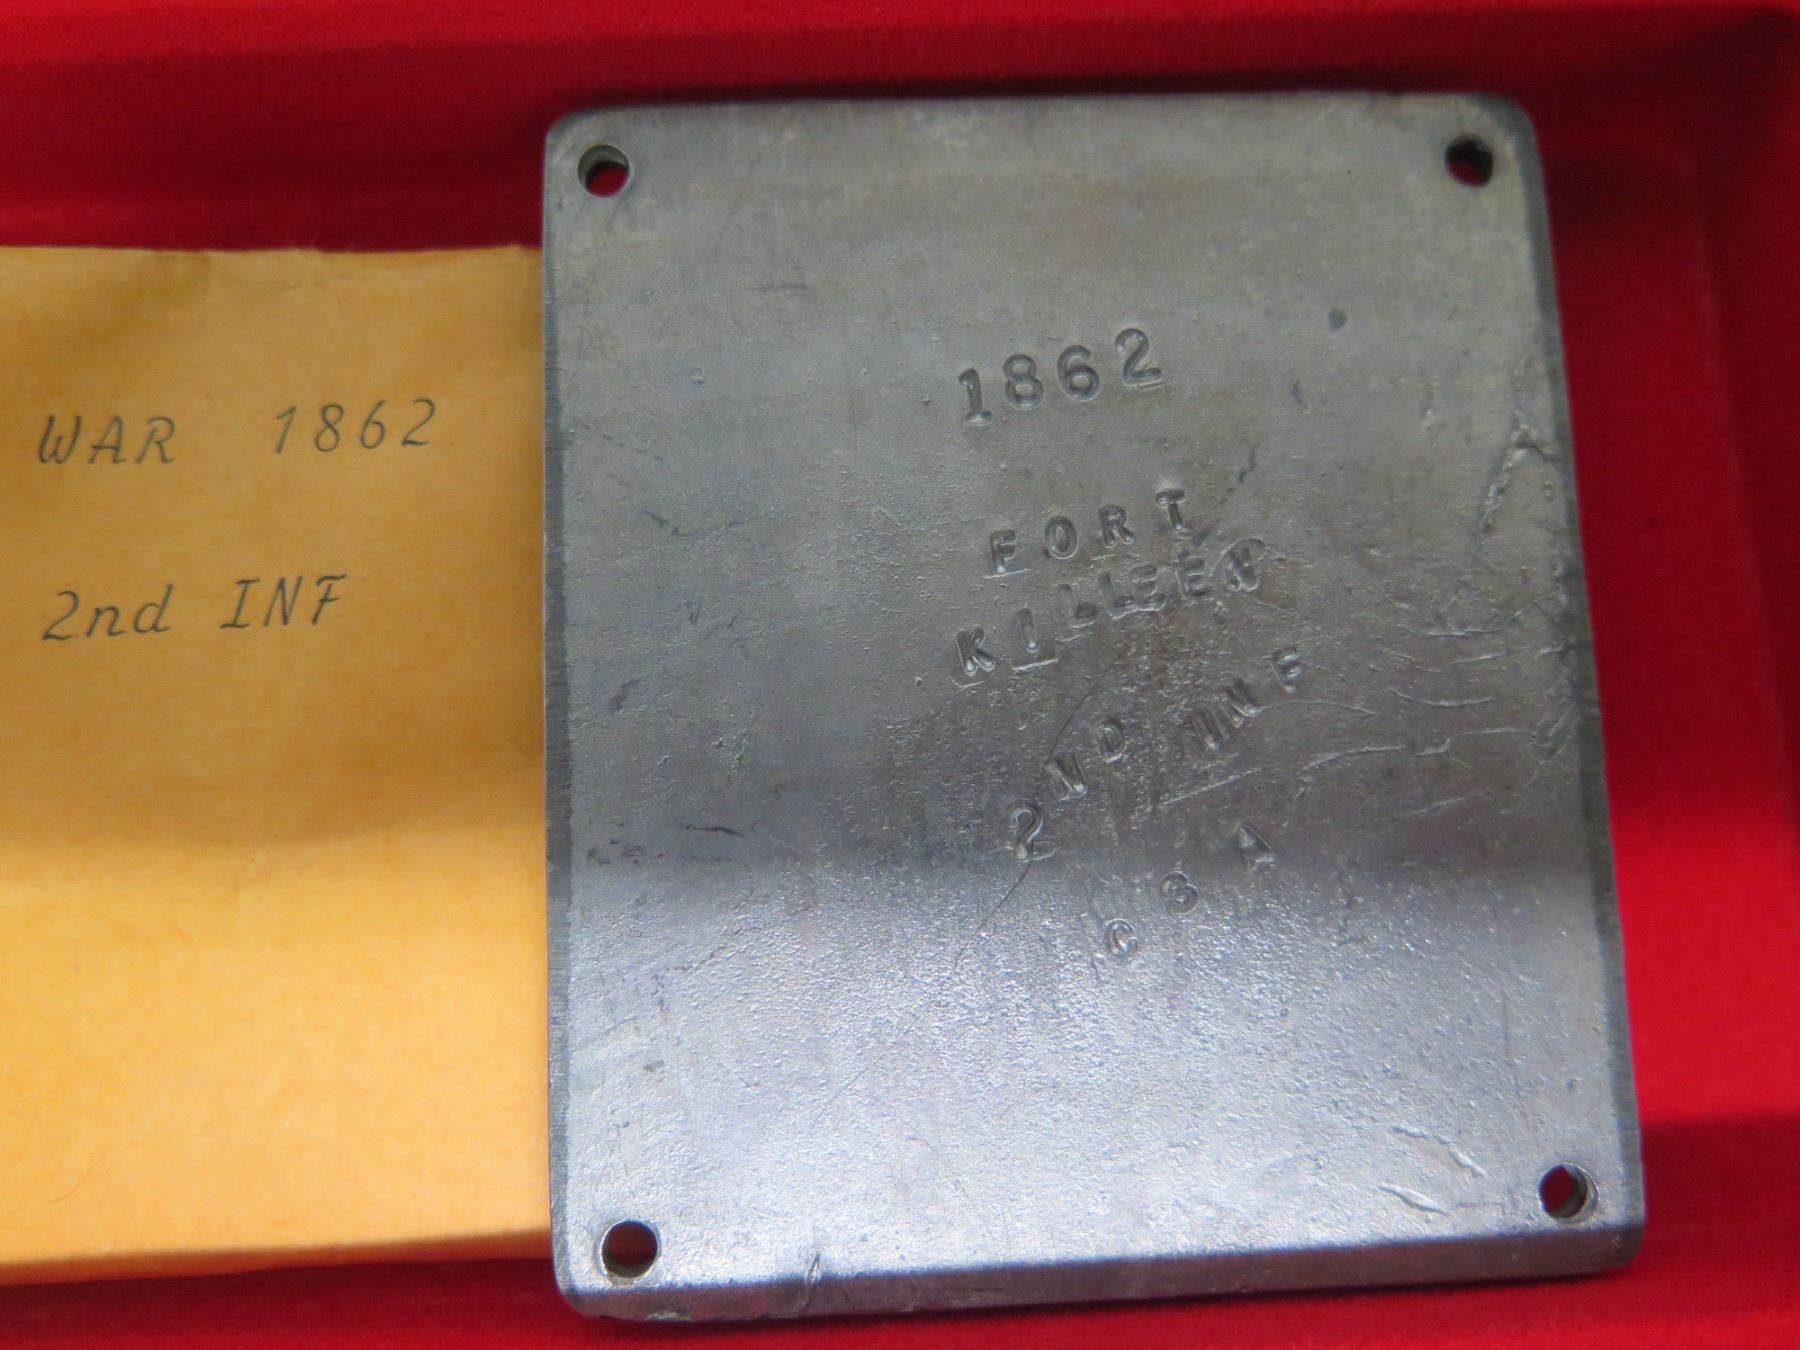 WAR 1862
2nd INF
1862
FORT
KILLEEN
2ND INF
CSA